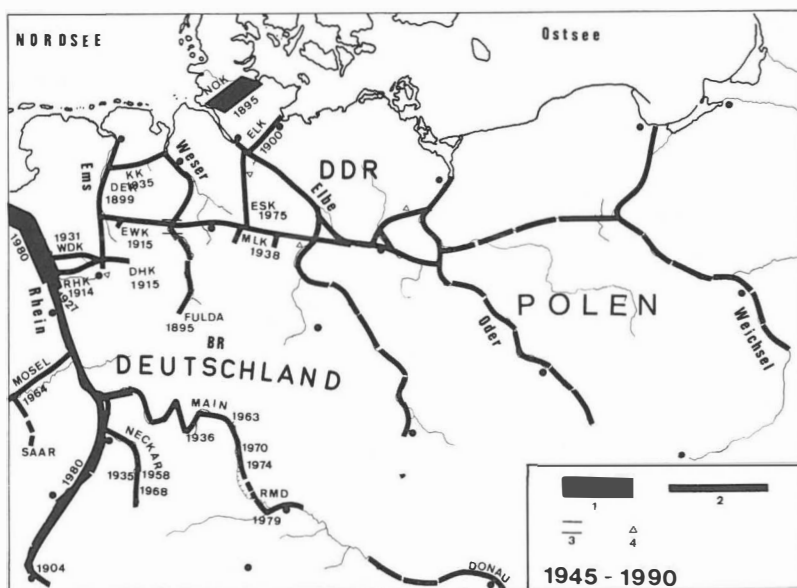 NORDSEE
Ostsee
NOK
1895
ELK
1900
Ems
Weser
KK
1935
DEK
1899
DDR
Elbe
ESK
1975
EWK
1915
MLK
1938
1980
1931
WDK
DHK
1915
RHK
1914
1927
Rhein
FULDA
1895
POLEN
Oder
Weichsel
BR
DEUTSCHLAND
MOSEL
1964
MAIN
1963
1936
NECKAR
1970
1974
SAAR
1980
1935
1958
1968
RMD
1979
1904
DONAU
1
2
3
4
1945 - 1990